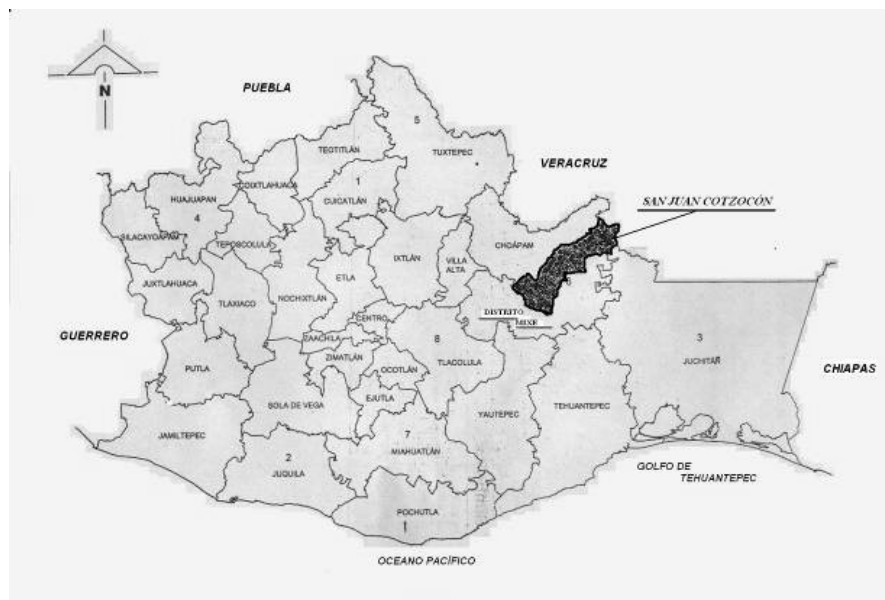 PUEBLA
N
5
TEOTITLÁN
TUXTEPEC
VERACRUZ
COIXTLAHUACA
1
CUICATLÁN
HUAJUAPAN
4
SAN JUAN COTZOCÓN
SILACAYOAPAM
TEPOSCOLULA
CHOÁPAM
IXTLÁN
VILLA
ALTA
JUXTLAHUACA
TLAXIACO
NOCHIXTLÁN
ETLA
6
DISTRITO
MIXE
CENTRO
GUERRERO
ZAACHILA
ZIMATLÁN
8
TLACOLULA
3
JUCHITÁN
PUTLA
OCOTLÁN
CHIAPAS
EJUTLA
SOLA DE VEGA
YAUTEPEC
TEHUANTEPEC
JAMILTEPEC
7
MIAHUATLÁN
2
JUQUILA
GOLFO DE
TEHUANTEPEC
POCHUTLA
1
OCEANO PACÍFICO